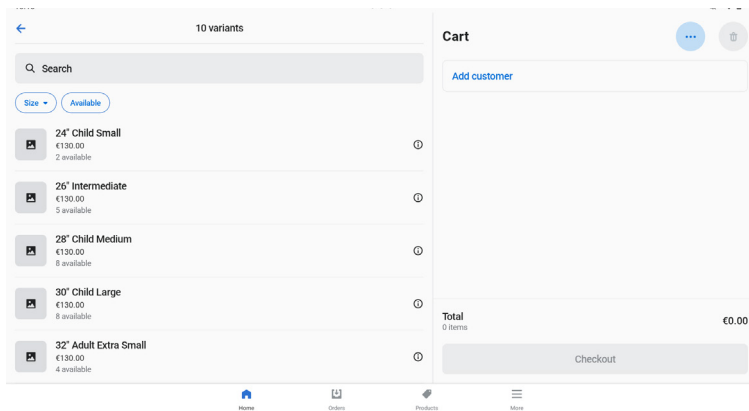 10 variants
Search
Size
Available
24" Child Small
€130.00
2 available
26" Intermediate
€130.00
5 available
28" Child Medium
€130.00
8 available
30" Child Large
€130.00
8 available
32" Adult Extra Small
€130.00
4 available
Cart
Add customer
Total
0 items
€0.00
Checkout
Home
Orders
Products
More